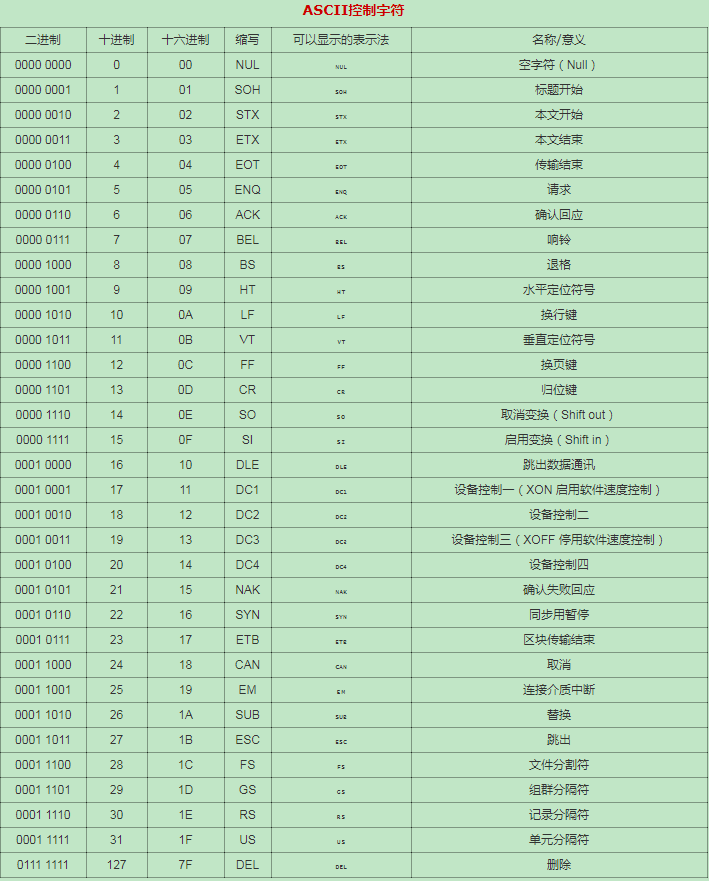 ASCII控制字符
二进制 十进制 十六进制 缩写 可以显示的表示法 名称/意义
0000 0000 0 00 NUL NUL 空字符（Null）
0000 0001 1 01 SOH SOH 标题开始
0000 0010 2 02 STX STX 本文开始
0000 0011 3 03 ETX ETX 本文结束
0000 0100 4 04 EOT EOT 传输结束
0000 0101 5 05 ENQ ENQ 请求
0000 0110 6 06 ACK ACK 确认回应
0000 0111 7 07 BEL BEL 响铃
0000 1000 8 08 BS BS 退格
0000 1001 9 09 HT HT 水平定位符号
0000 1010 10 0A LF LF 换行键
0000 1011 11 0B VT VT 垂直定位符号
0000 1100 12 0C FF FF 换页键
0000 1101 13 0D CR CR 归位键
0000 1110 14 0E SO SO 取消变换（Shift out）
0000 1111 15 0F SI SI 启用变换（Shift in）
0001 0000 16 10 DLE DLE 跳出数据通讯
0001 0001 17 11 DC1 DC1 设备控制一（XON 启用软件速度控制）
0001 0010 18 12 DC2 DC2 设备控制二
0001 0011 19 13 DC3 DC2 设备控制三（XOFF 停用软件速度控制）
0001 0100 20 14 DC4 DC4 设备控制四
0001 0101 21 15 NAK NAK 确认失败回应
0001 0110 22 16 SYN SYN 同步用暂停
0001 0111 23 17 ETB ETB 区块传输结束
0001 1000 24 18 CAN CAN 取消
0001 1001 25 19 EM EM 连接介质中断
0001 1010 26 1A SUB SUB 替换
0001 1011 27 1B ESC ESC 跳出
0001 1100 28 1C FS FS 文件分割符
0001 1101 29 1D GS GS 组群分隔符
0001 1110 30 1E RS RS 记录分隔符
0001 1111 31 1F US US 单元分隔符
0111 1111 127 7F DEL DEL 删除